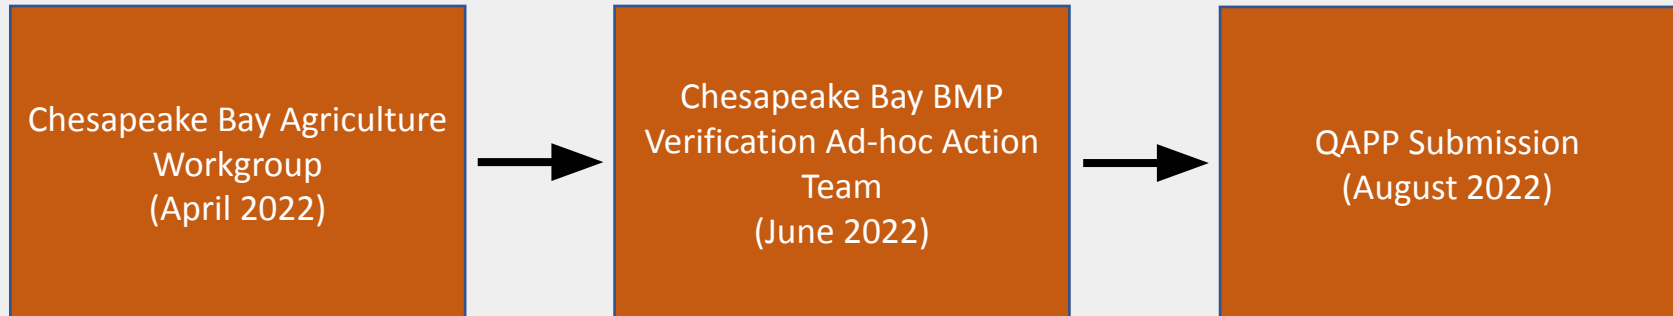 Chesapeake Bay Agriculture
Workgroup
(April 2022)
Chesapeake Bay BMP
Verification Ad-hoc Action
Team
(June 2022)
QAPP Submission
(August 2022)